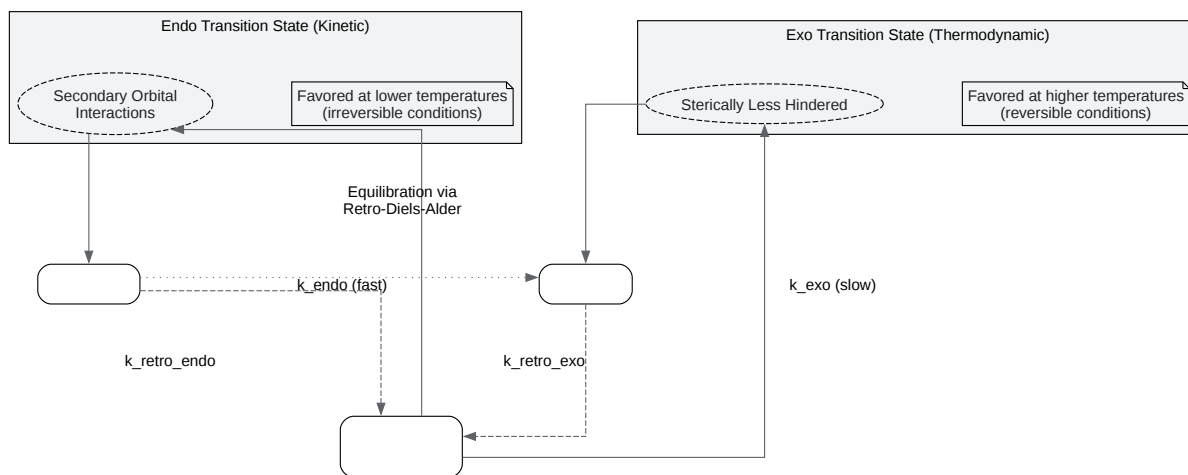 Endo Transition State (Kinetic)
Exo Transition State (Thermodynamic)
Secondary Orbital
Interactions
Favored at lower temperatures
(irreversible conditions)
Sterically Less Hindered
Favored at higher temperatures
(reversible conditions)
Equilibration via
Retro-Diels-Alder
k_endo (fast)
k_exo (slow)
k_retro_endo
k_retro_exo